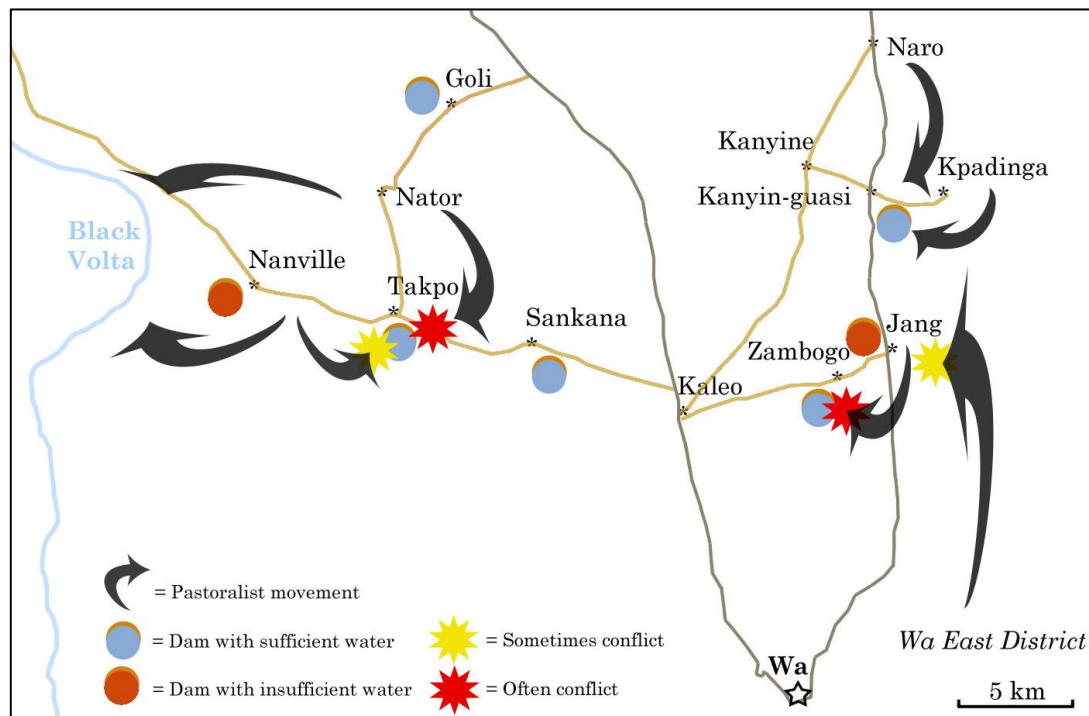 Naro
Goli
Kanyine
Kpadinga
Nator
Kanyin-guasi
Black
Volta
Nanville
Takpo
Sankana
Jang
Zambogo
Kaleo
= Pastoralist movement
= Dam with sufficient water
= Sometimes conflict
Wa East District
Wa
= Dam with insufficient water
= Often conflict
5 km